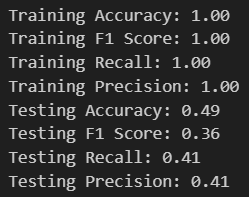 Training Accuracy: 1.00
Training F1 Score: 1.00
Training Recall: 1.00
Training Precision: 1.00
Testing Accuracy: 0.49
Testing F1 Score: 0.36
Testing Recall: 0.41
Testing Precision: 0.41